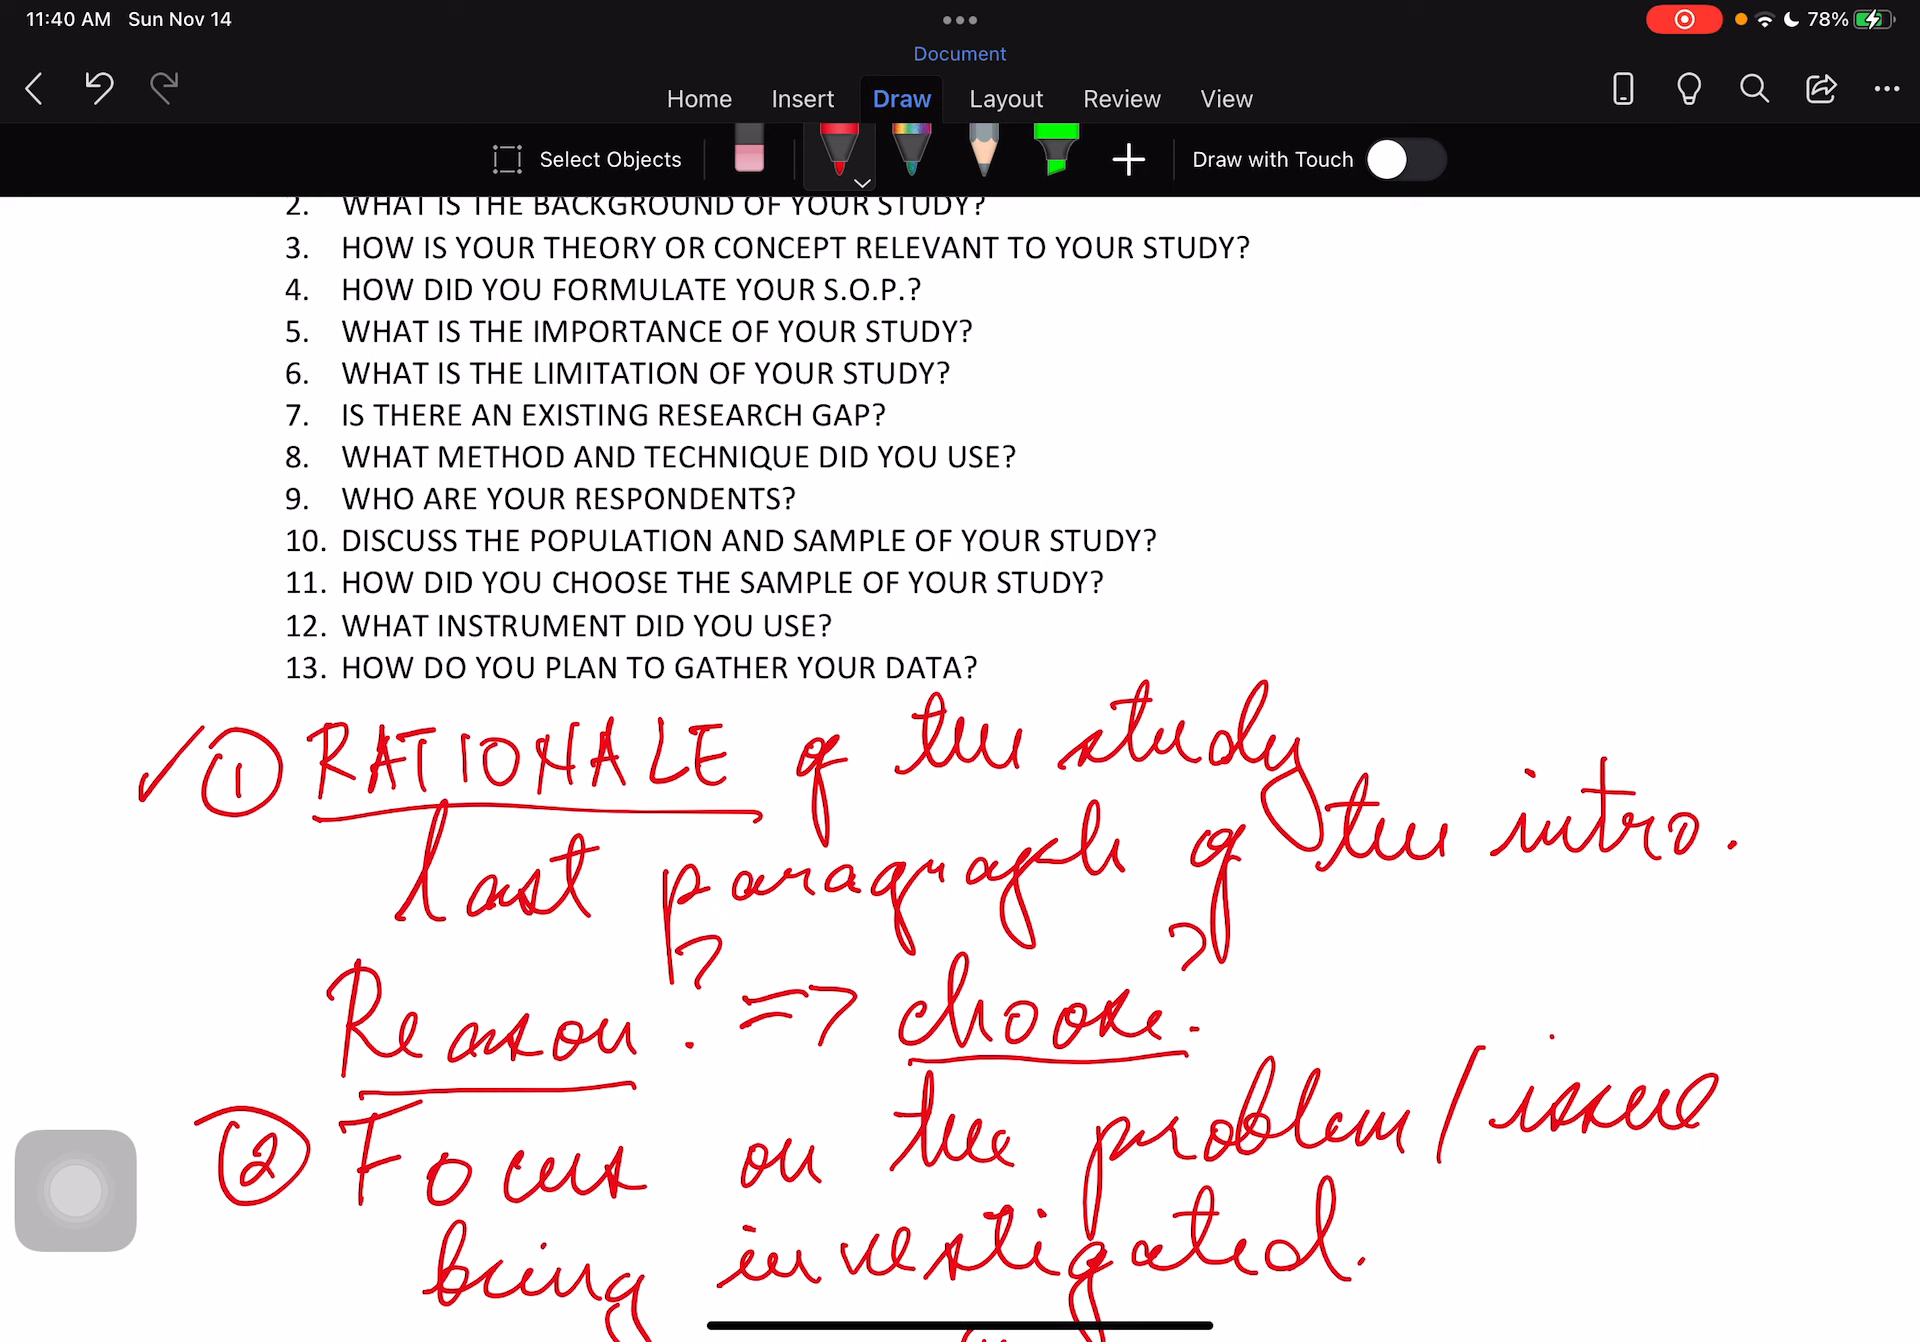 11:40 AM Sun Nov 14
78%
Document
Home Insert Draw Layout Review View
Select Objects
Draw with Touch
2. WHAT IS THE BACKGROUND OF YOUR STUDY?
3. HOW IS YOUR THEORY OR CONCEPT RELEVANT TO YOUR STUDY?
4. HOW DID YOU FORMULATE YOUR S.O.P.?
5. WHAT IS THE IMPORTANCE OF YOUR STUDY?
6. WHAT IS THE LIMITATION OF YOUR STUDY?
7. IS THERE AN EXISTING RESEARCH GAP?
8. WHAT METHOD AND TECHNIQUE DID YOU USE?
9. WHO ARE YOUR RESPONDENTS?
10. DISCUSS THE POPULATION AND SAMPLE OF YOUR STUDY?
11. HOW DID YOU CHOOSE THE SAMPLE OF YOUR STUDY?
12. WHAT INSTRUMENT DID YOU USE?
13. HOW DO YOU PLAN TO GATHER YOUR DATA?
✓ ① RATIONALE of the study
last paragraph of the intro.
Reason? => choose?
② Focus on the problem/issue
being investigated.